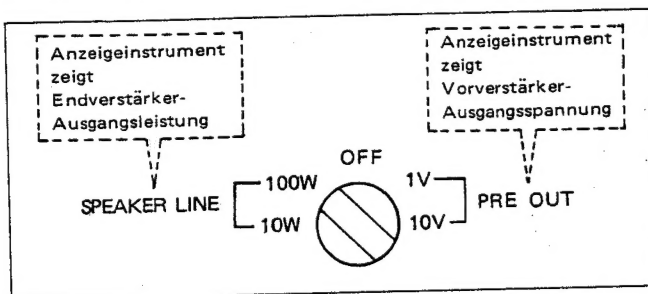 Anzeigeinstrument
zeigt
Endverstärker-
Ausgangsleistung
Anzeigeinstrument
zeigt
Vorverstärker-
Ausgangsspannung
OFF
SPEAKER LINE
100W
10W
1V
10V
PRE OUT